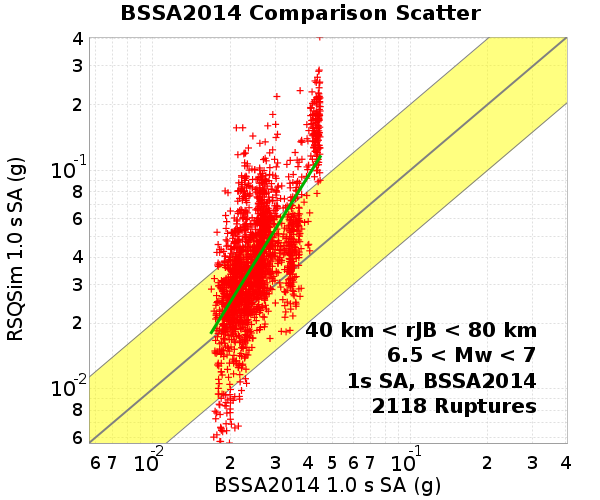 BSSA2014 Comparison Scatter
4
3
2
10⁻¹
8
6
4
3
2
10⁻²
8
6
RSQSim 1.0 s SA (g)
40 km < rJB < 80 km
6.5 < Mw < 7
1s SA, BSSA2014
2118 Ruptures
6 7 10⁻² 2 3 4 5 6 7 10⁻¹ 2 3 4
BSSA2014 1.0 s SA (g)